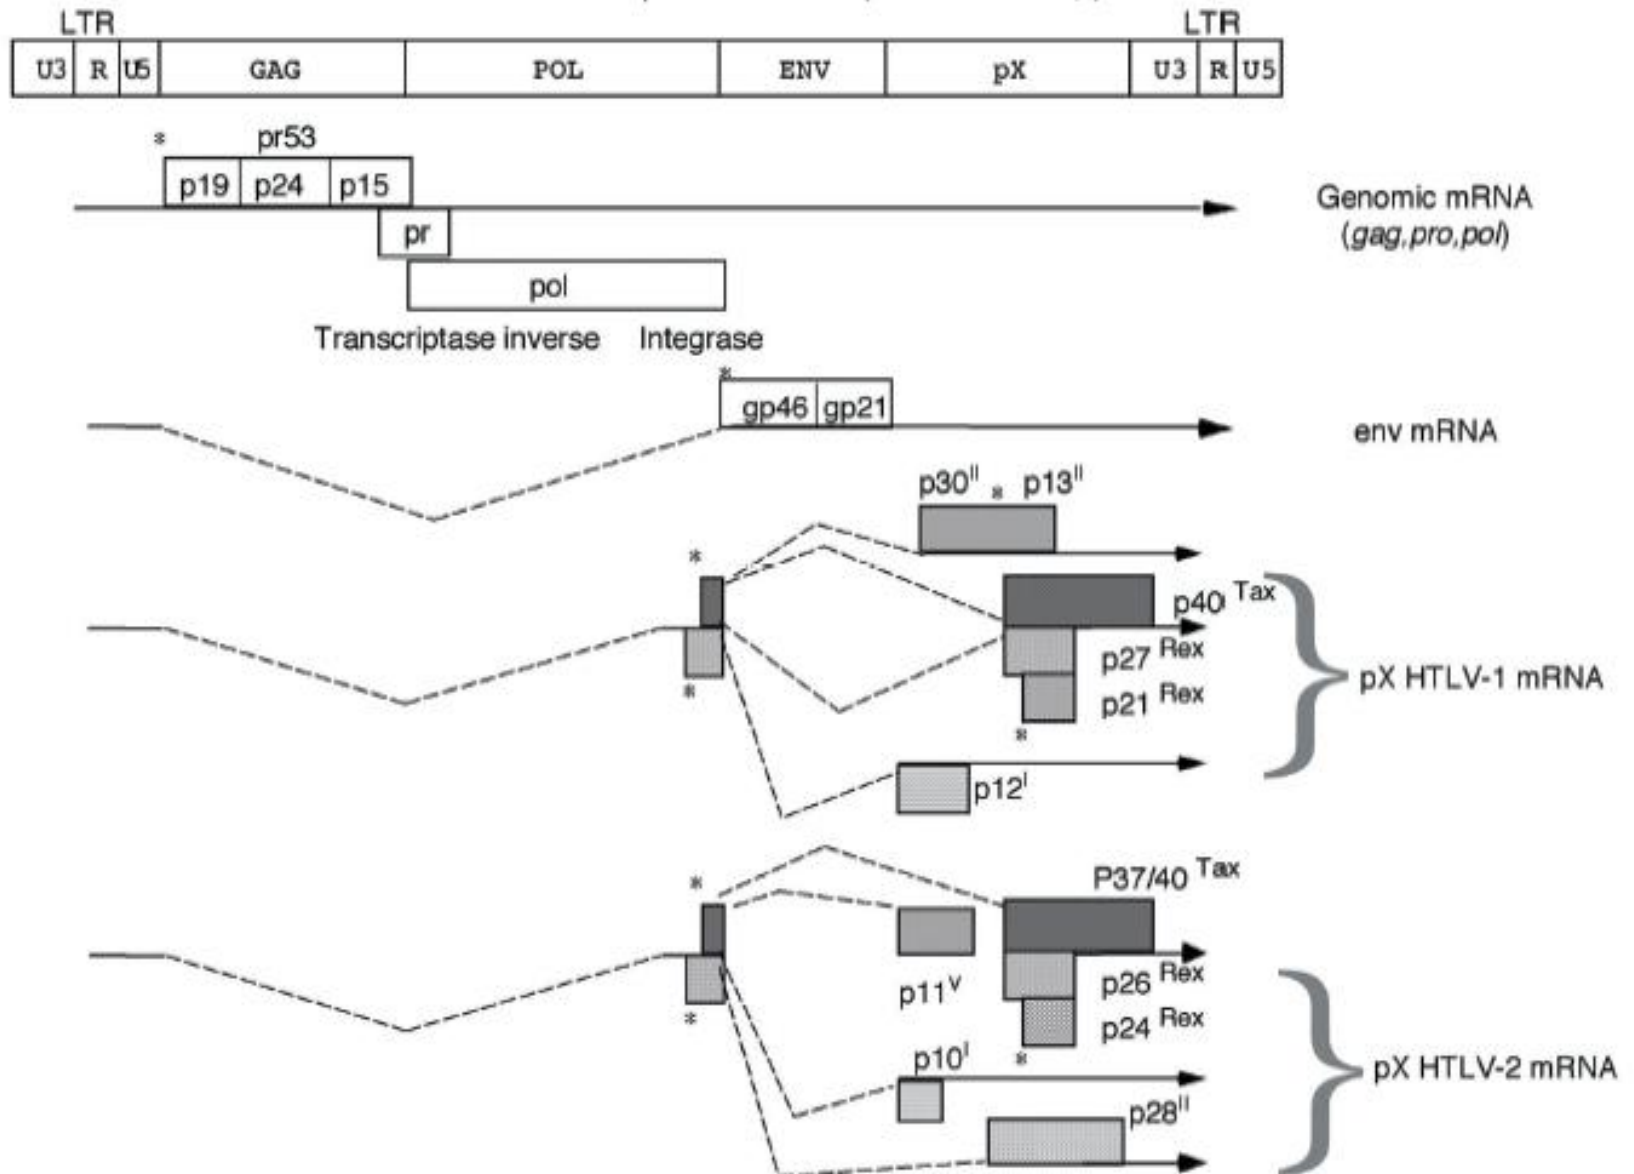 LTR LTR
U3 R U5 GAG POL ENV pX U3 R U5
* pr53
p19 p24 p15
Genomic mRNA
(gag,pro,pol)
pr
pol
Transcriptase inverse Integrase
*
gp46 gp21
env mRNA
p30II * p13II
*
p40 Tax
p27 Rex
pX HTLV-1 mRNA
* p21 Rex
*
p12I
P37/40 Tax
*
p11V p26 Rex
* p24 Rex
*
p10I
pX HTLV-2 mRNA
p28II